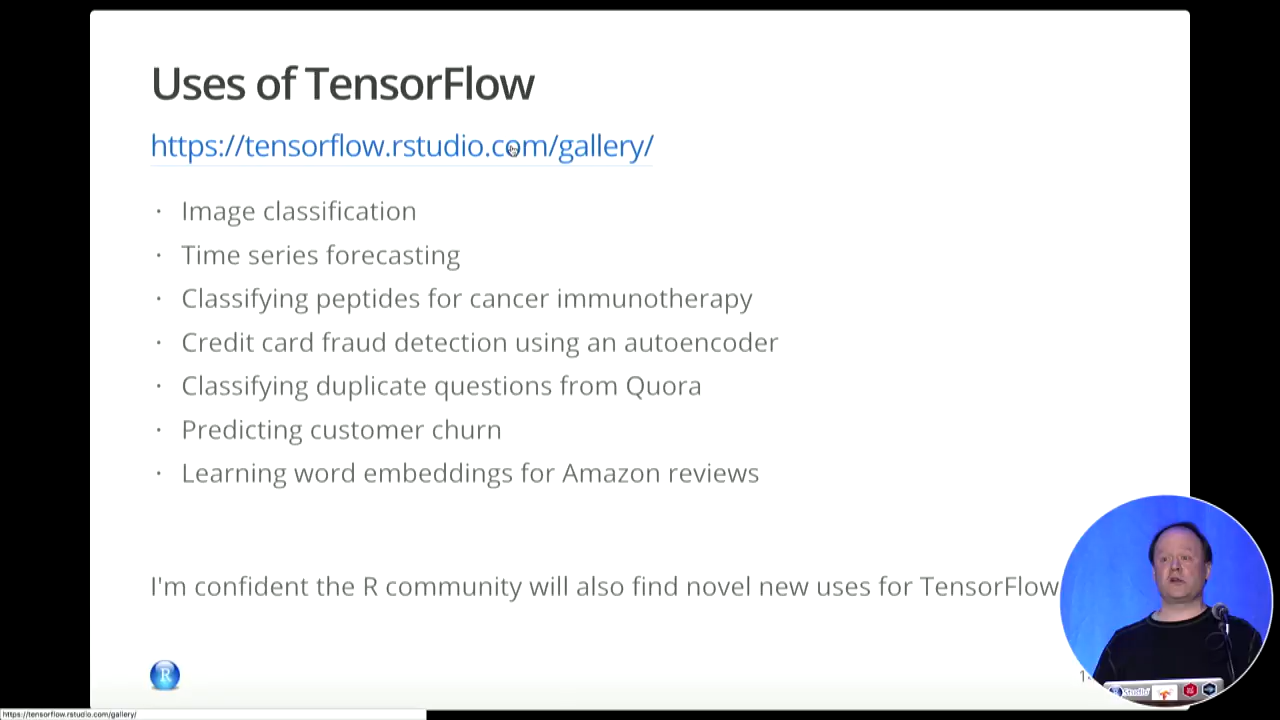 Uses of TensorFlow
https://tensorflow.rstudio.com/gallery/
· Image classification
· Time series forecasting
· Classifying peptides for cancer immunotherapy
· Credit card fraud detection using an autoencoder
· Classifying duplicate questions from Quora
· Predicting customer churn
· Learning word embeddings for Amazon reviews
I'm confident the R community will also find novel new uses for TensorFlow
R
https://tensorflow.rstudio.com/gallery/